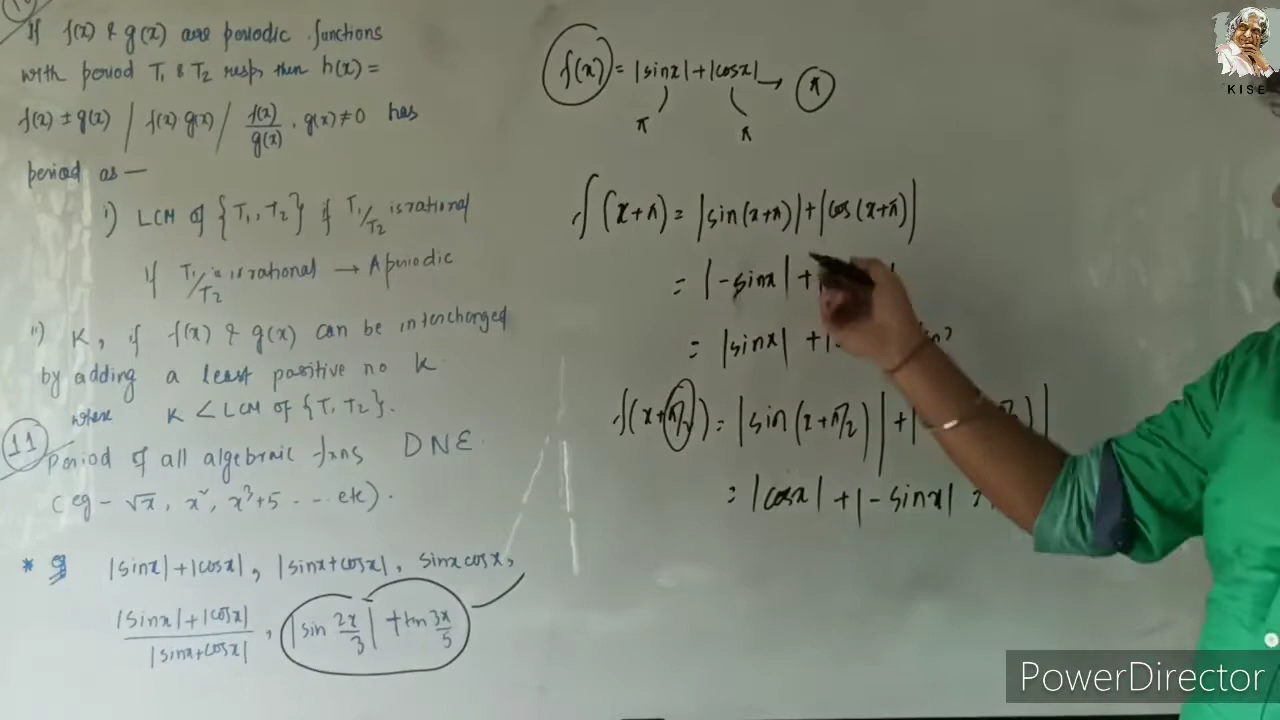 If f(x) & g(x) are periodic functions
with period T₁ & T₂ resp, then h(x) =
f(x) ± g(x) / f(x) g(x) / f(x)/g(x) , g(x) ≠ 0 has
period as —
i) LCM of {T₁, T₂} if T₁/T₂ is rational
if T₁/T₂ is irrational → Aperiodic
ii) K, if f(x) & g(x) can be interchanged
by adding a least positive no K
where K < LCM of {T₁, T₂}.
11
Period of all algebraic fxns DNE.
(eg - √x, x², x³+5 --- etc).
* g |sinx|+|cosx|, |sinx+cosx|, sinx cosx,
|sinx|+|cosx| / |sinx+cosx| , |sin 2x/3| + tan 3x/5
f(x) = |sinx|+|cosx| → π
π π
f(x+π) = |sin(x+π)|+|cos(x+π)|
= |-sinx| +
= |sinx| +
f(x+π/2) = |sin(x+π/2)| + π/2)|
= |cosx| + |-sinx| =
KISE
PowerDirector